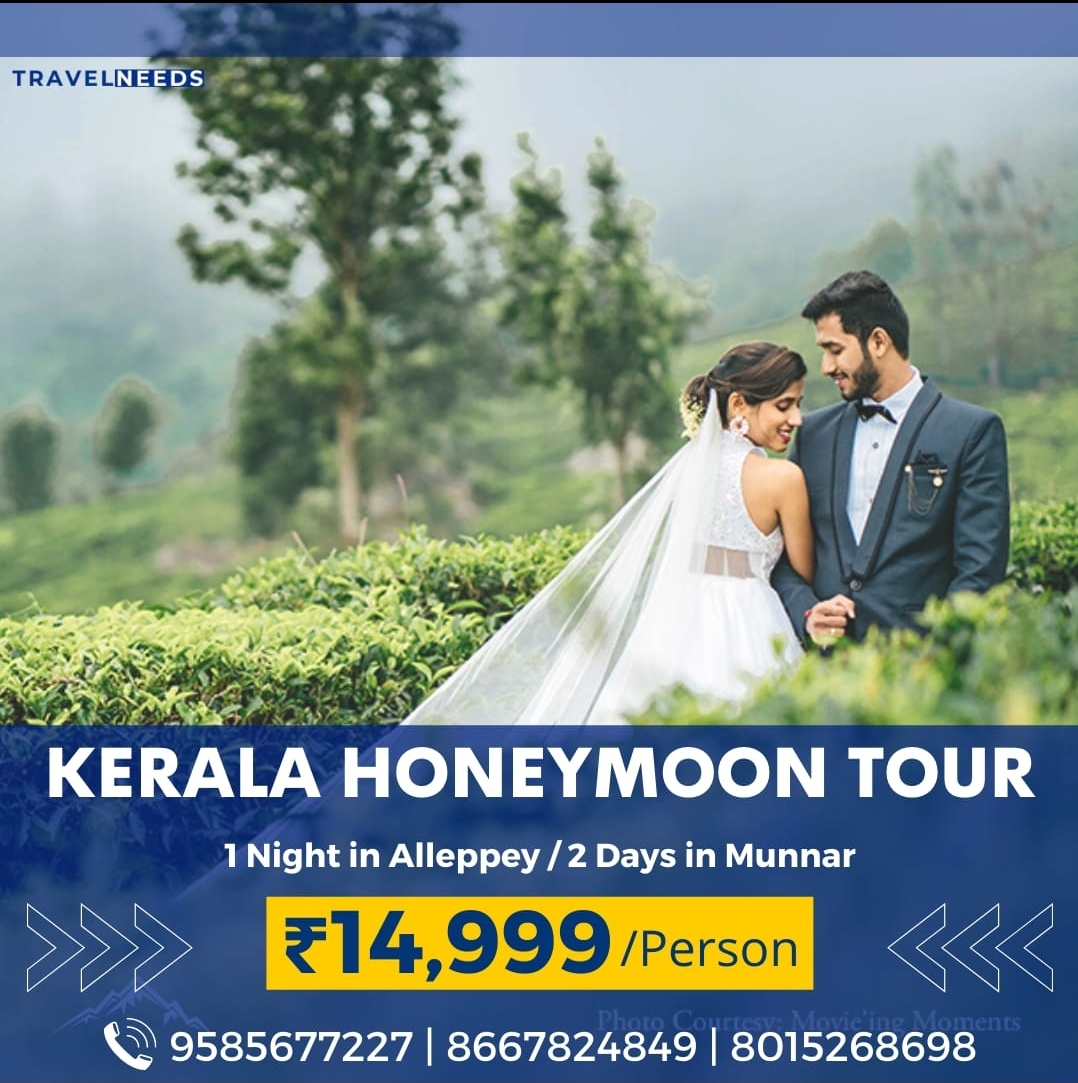 TRAVELNEEDS
KERALA HONEYMOON TOUR
1 Night in Alleppey / 2 Days in Munnar
₹14,999 /Person
Photo Courtesy: Movie'ing Moments
9585677227 | 8667824849 | 8015268698